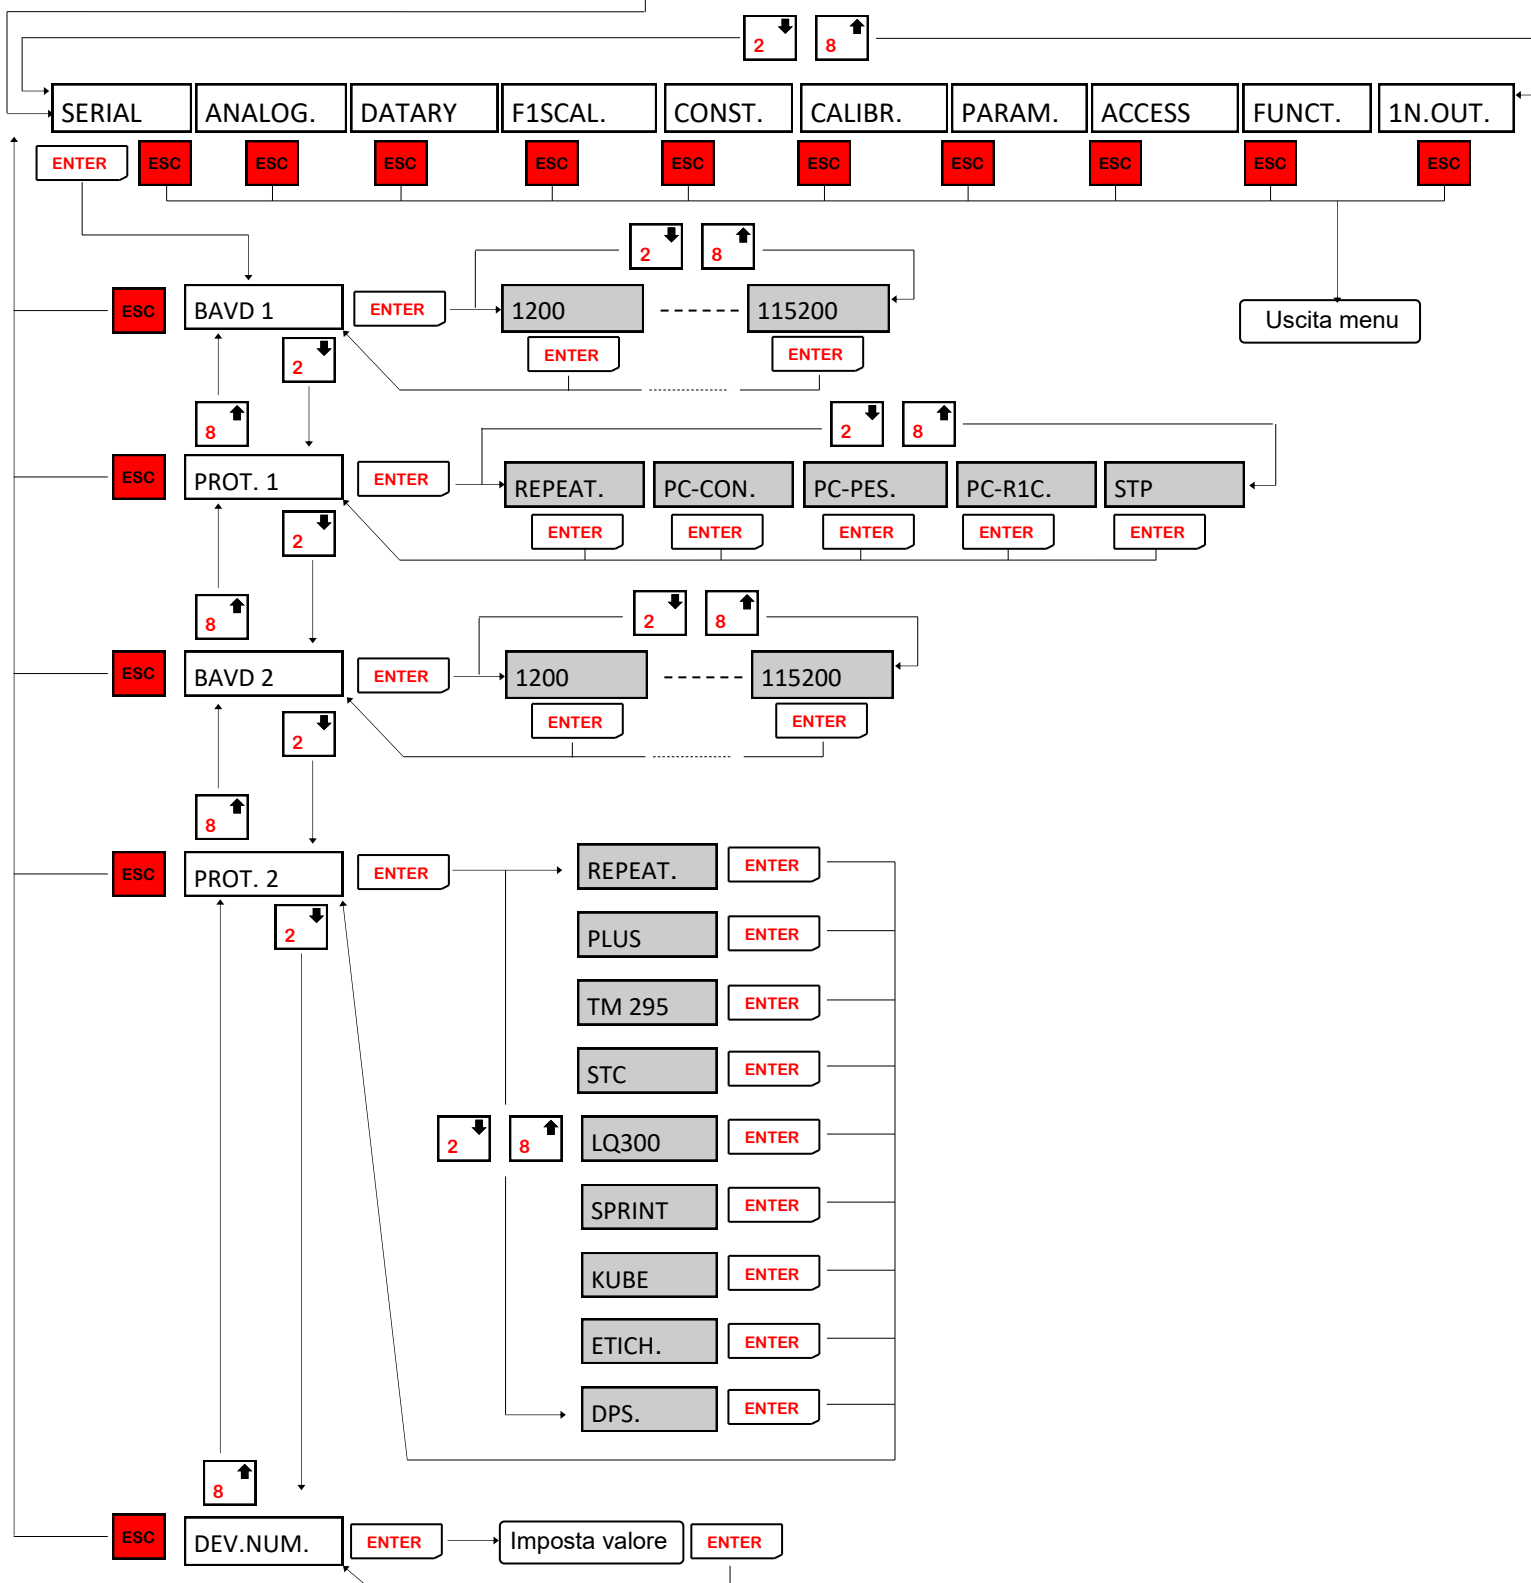 2 8
SERIAL ANALOG. DATARY F1SCAL. CONST. CALIBR. PARAM. ACCESS FUNCT. 1N.OUT.
ENTER ESC ESC ESC ESC ESC ESC ESC ESC ESC ESC
2 8
ESC BAVD 1 ENTER 1200 ------ 115200 Uscita menu
ENTER ENTER
2
8
2 8
ESC PROT. 1 ENTER REPEAT. PC-CON. PC-PES. PC-R1C. STP
ENTER ENTER ENTER ENTER ENTER
2
8
2 8
ESC BAVD 2 ENTER 1200 ------ 115200
ENTER ENTER
2
8
ESC PROT. 2 ENTER REPEAT. ENTER
2
PLUS ENTER
TM 295 ENTER
STC ENTER
2 8 LQ300 ENTER
SPRINT ENTER
KUBE ENTER
ETICH. ENTER
DPS. ENTER
8
ESC DEV.NUM. ENTER Imposta valore ENTER